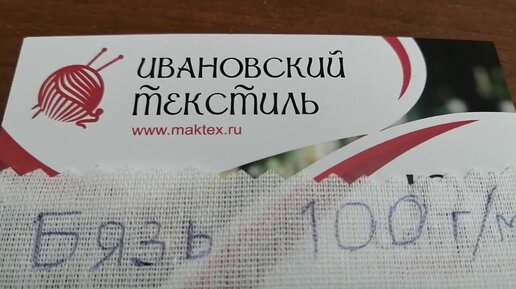 ИВАНОВСКИЙ
ТЕКСТИЛЬ
www.maktex.ru
Бязь 100 г/м